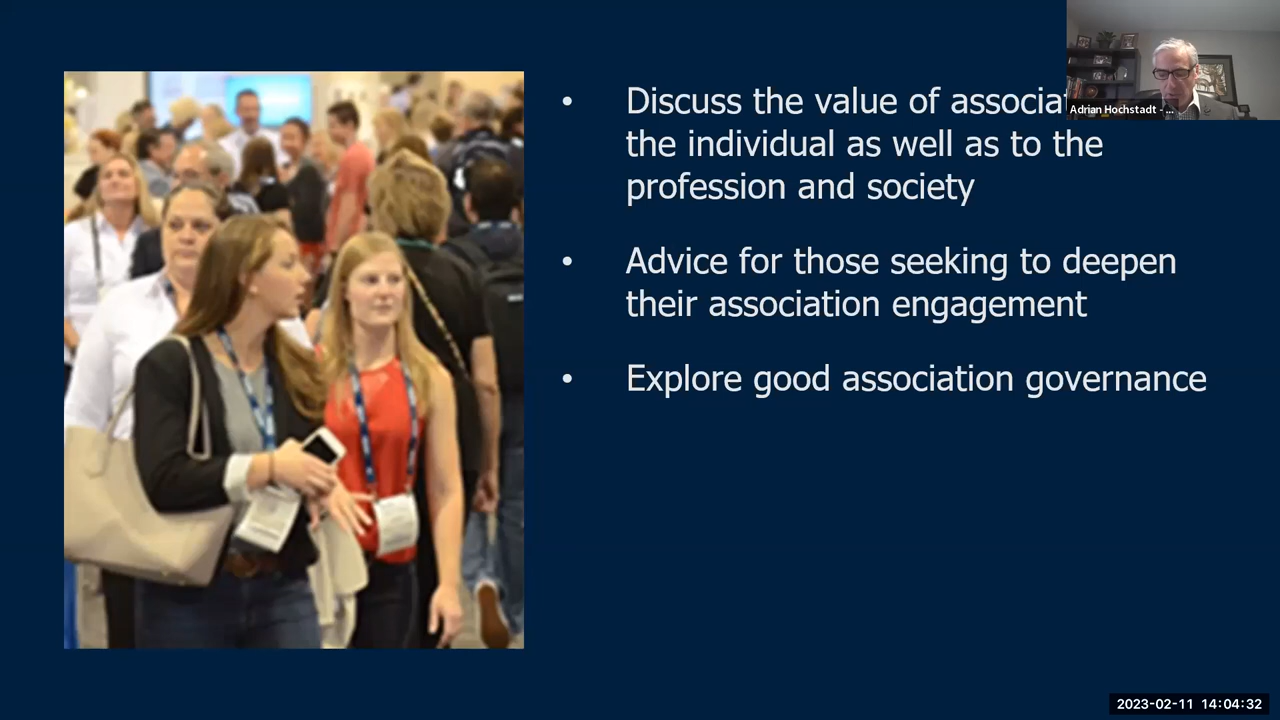 • Discuss the value of
the individual as well as to the
profession and society
• Advice for those seeking to deepen
their association engagement
• Explore good association governance
Adrian Hochstadt - ...
2023-02-11 14:04:32